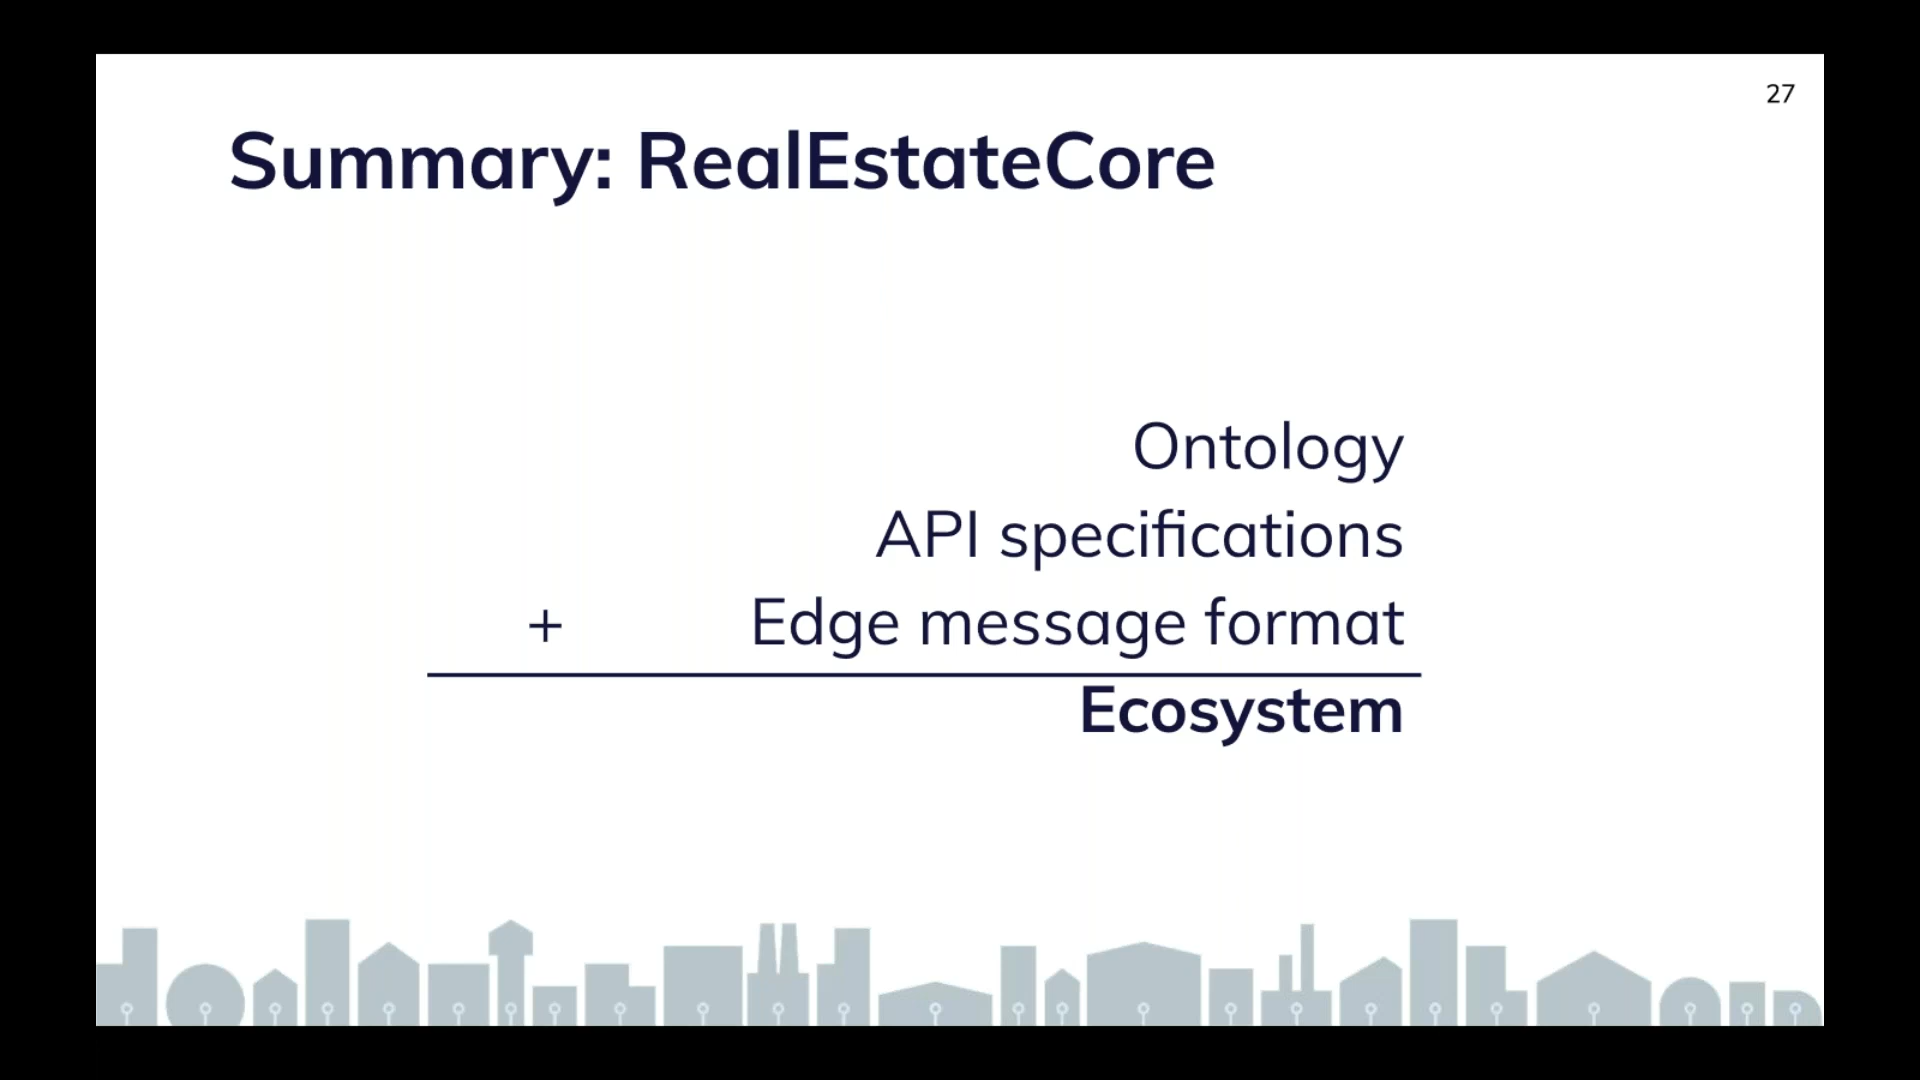 27
Summary: RealEstateCore
Ontology
API specifications
+ Edge message format
Ecosystem